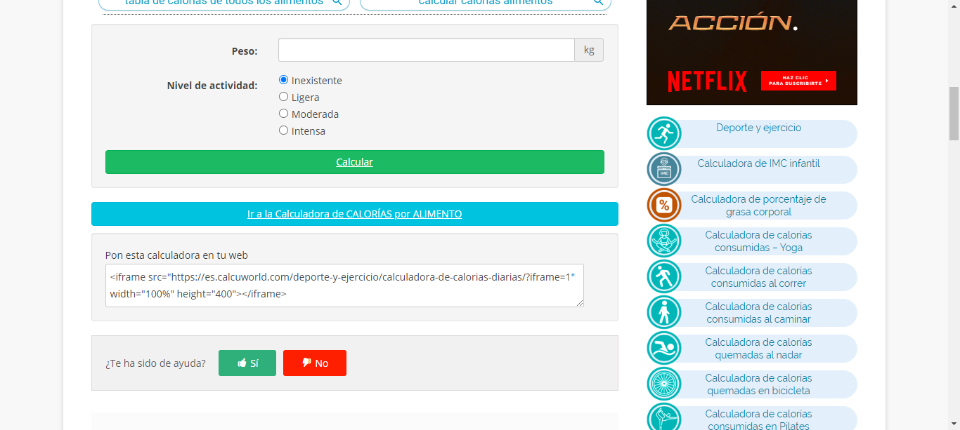 tabla de calorías de todos los alimentos
calcular calorías alimentos
Peso:
kg
Nivel de actividad:
Inexistente
Ligera
Moderada
Intensa
Calcular
Ir a la Calculadora de CALORÍAS por ALIMENTO
Pon esta calculadora en tu web
<iframe src="https://es.calcuworld.com/deporte-y-ejercicio/calculadora-de-calorias-diarias/?iframe=1"
width="100%" height="400"></iframe>
¿Te ha sido de ayuda?
Sí
No
ACCIÓN.
NETFLIX
HAZ CLIC
PARA SUSCRIBIRTE
Deporte y ejercicio
IMC
Calculadora de IMC infantil
%
Calculadora de porcentaje de
grasa corporal
Calculadora de calorías
consumidas – Yoga
Calculadora de calorías
consumidas al correr
Calculadora de calorías
consumidas al caminar
Calculadora de calorías
quemadas al nadar
Calculadora de calorías
quemadas en bicicleta
Calculadora de calorías
consumidas en Pilates